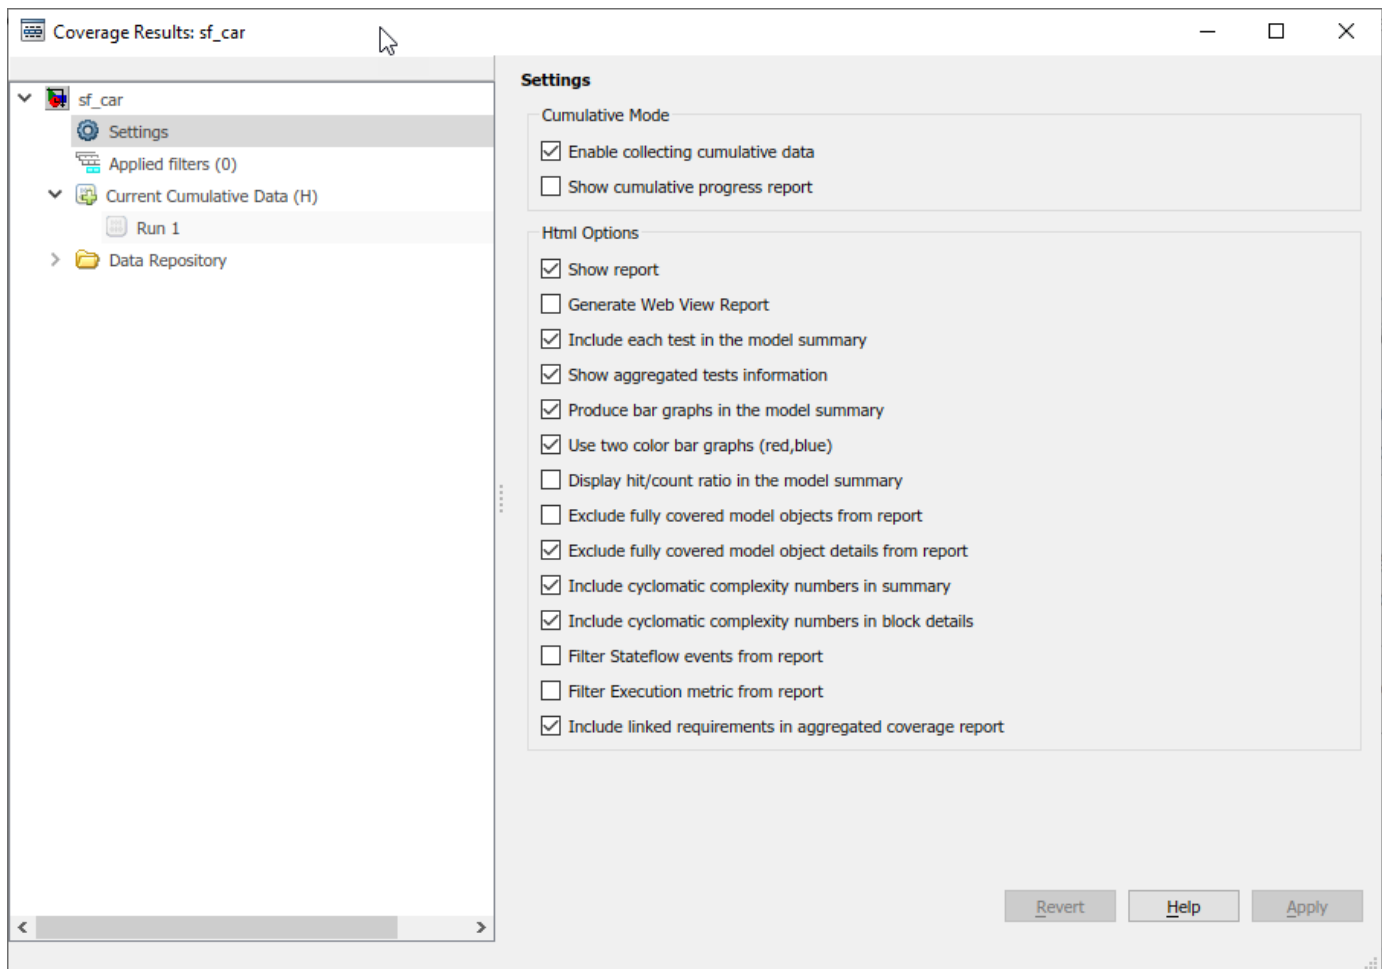 Coverage Results: sf_car
sf_car
Settings
Applied filters (0)
Current Cumulative Data (H)
Run 1
Data Repository
Settings
Cumulative Mode
Enable collecting cumulative data
Show cumulative progress report
Html Options
Show report
Generate Web View Report
Include each test in the model summary
Show aggregated tests information
Produce bar graphs in the model summary
Use two color bar graphs (red,blue)
Display hit/count ratio in the model summary
Exclude fully covered model objects from report
Exclude fully covered model object details from report
Include cyclomatic complexity numbers in summary
Include cyclomatic complexity numbers in block details
Filter Stateflow events from report
Filter Execution metric from report
Include linked requirements in aggregated coverage report
Revert Help Apply